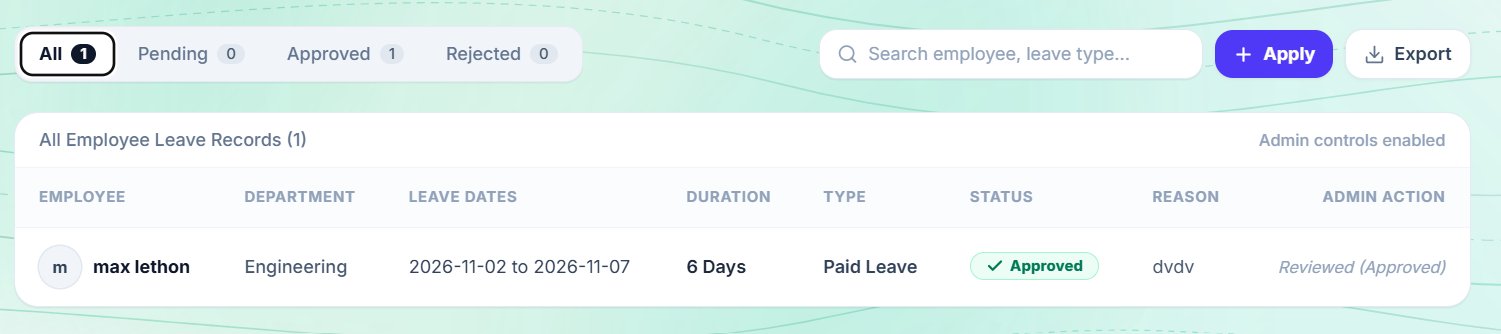 All 1 Pending 0 Approved 1 Rejected 0 Search employee, leave type... + Apply Export
All Employee Leave Records (1) Admin controls enabled
EMPLOYEE DEPARTMENT LEAVE DATES DURATION TYPE STATUS REASON ADMIN ACTION
m max lethon Engineering 2026-11-02 to 2026-11-07 6 Days Paid Leave ✓ Approved dvdv Reviewed (Approved)